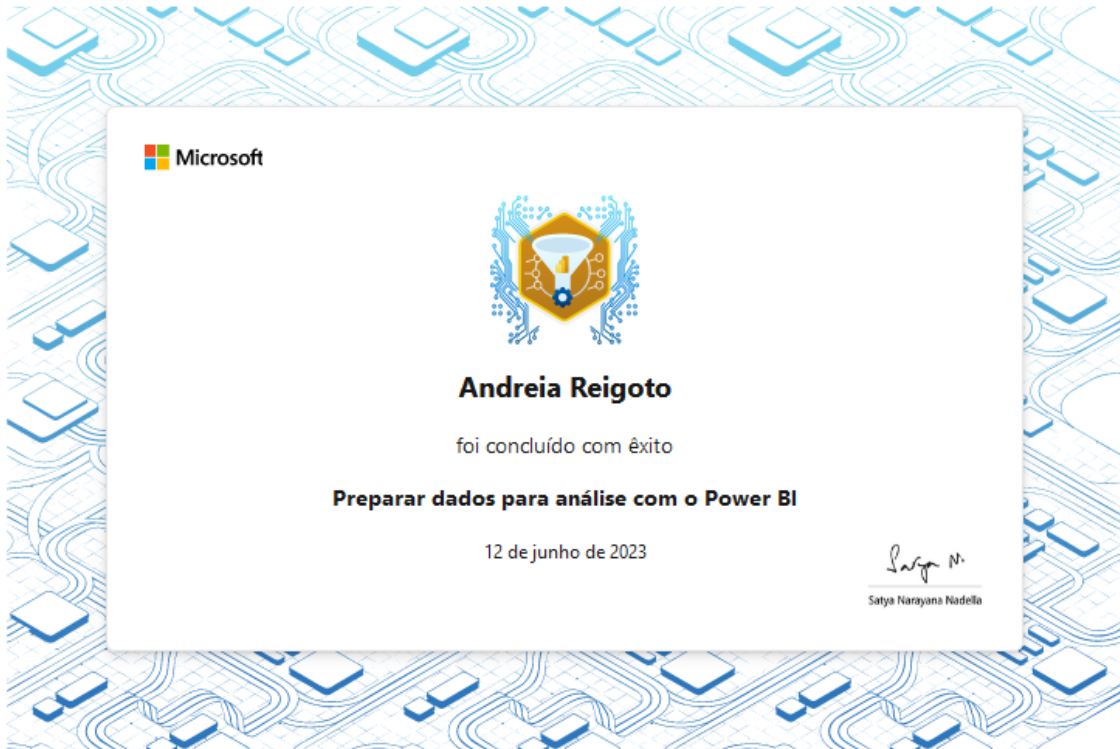 Microsoft
Andreia Reigoto
foi concluído com êxito
Preparar dados para análise com o Power BI
12 de junho de 2023
Satya N.
Satya Narayana Nadella